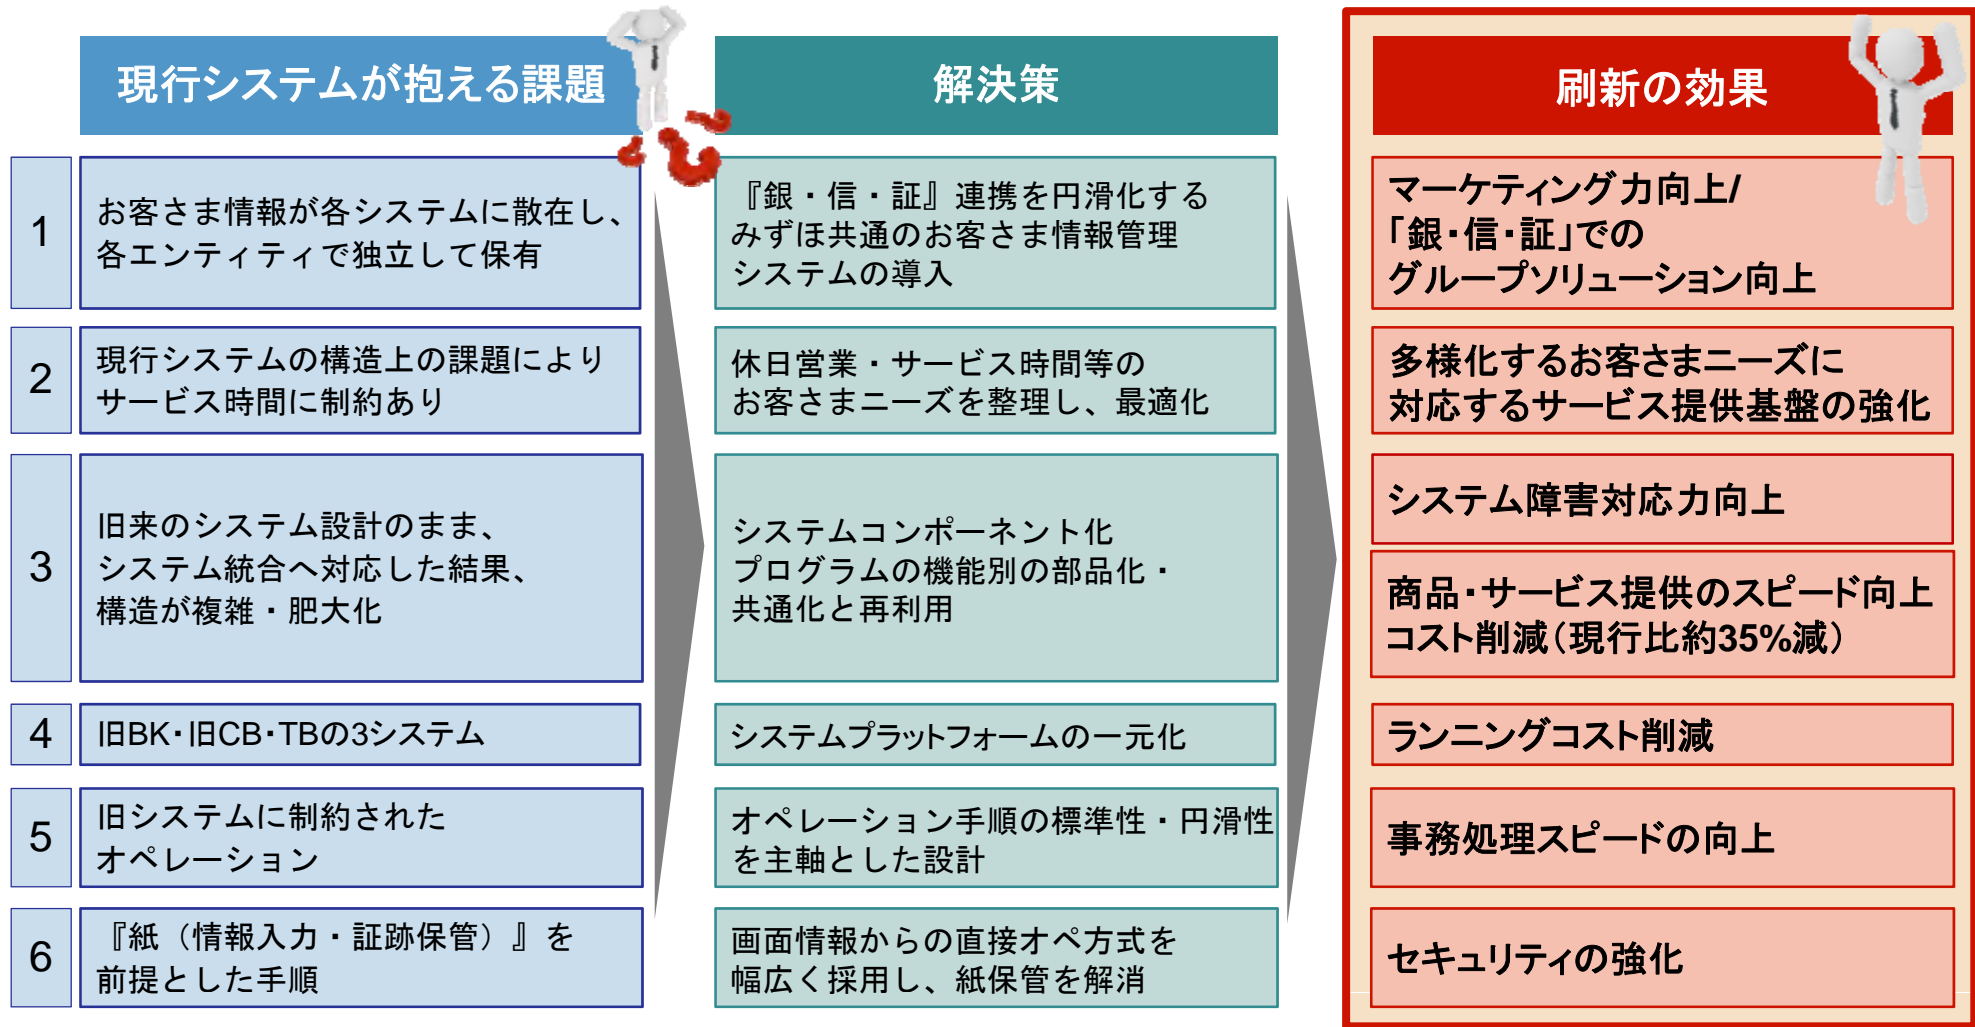 現行システムが抱える課題
解決策
刷新の効果
1
お客さま情報が各システムに散在し、
各エンティティで独立して保有
『銀・信・証』連携を円滑化する
みずほ共通のお客さま情報管理
システムの導入
マーケティング力向上/
「銀・信・証」での
グループソリューション向上
2
現行システムの構造上の課題により
サービス時間に制約あり
休日営業・サービス時間等の
お客さまニーズを整理し、最適化
多様化するお客さまニーズに
対応するサービス提供基盤の強化
3
旧来のシステム設計のまま、
システム統合へ対応した結果、
構造が複雑・肥大化
システムコンポーネント化
プログラムの機能別の部品化・
共通化と再利用
システム障害対応力向上
商品・サービス提供のスピード向上
コスト削減（現行比約35%減）
4
旧BK・旧CB・TBの3システム
システムプラットフォームの一元化
ランニングコスト削減
5
旧システムに制約された
オペレーション
オペレーション手順の標準性・円滑性
を主軸とした設計
事務処理スピードの向上
6
『紙（情報入力・証跡保管）』を
前提とした手順
画面情報からの直接オペ方式を
幅広く採用し、紙保管を解消
セキュリティの強化